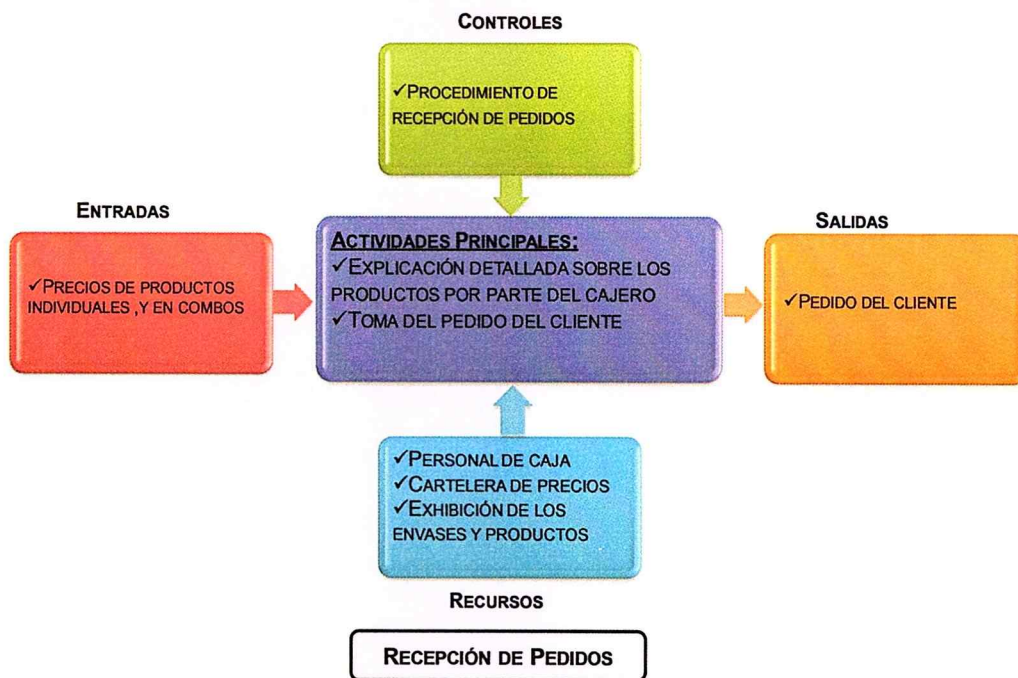 CONTROLES
✓PROCEDIMIENTO DE
RECEPCIÓN DE PEDIDOS
ENTRADAS
✓PRECIOS DE PRODUCTOS
INDIVIDUALES ,Y EN COMBOS
ACTIVIDADES PRINCIPALES:
✓EXPLICACIÓN DETALLADA SOBRE LOS
PRODUCTOS POR PARTE DEL CAJERO
✓TOMA DEL PEDIDO DEL CLIENTE
SALIDAS
✓PEDIDO DEL CLIENTE
✓PERSONAL DE CAJA
✓CARTELERA DE PRECIOS
✓EXHIBICIÓN DE LOS
ENVASES Y PRODUCTOS
RECURSOS
RECEPCIÓN DE PEDIDOS